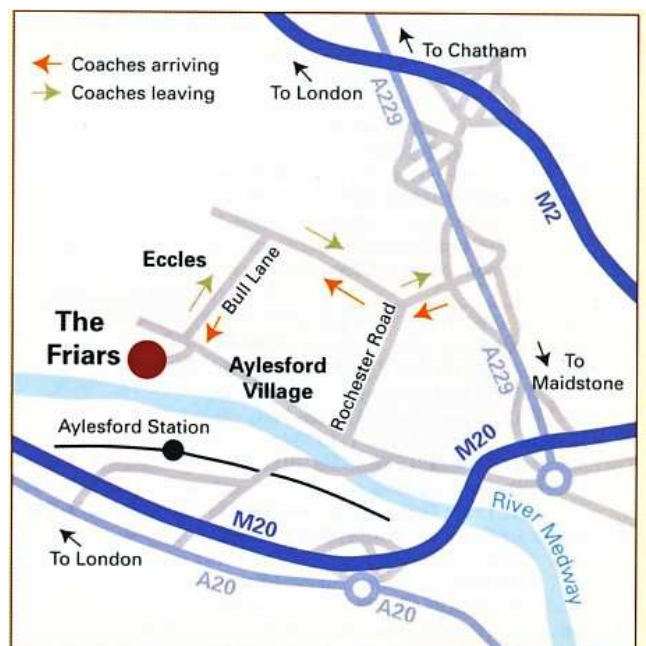 Coaches arriving
Coaches leaving
To Chatham
To London
A229
M2
Eccles
Bull Lane
The
Friars
Aylesford
Village
Rochester Road
A229
To
Maidstone
Aylesford Station
M20
River Medway
M20
To London
A20
A20